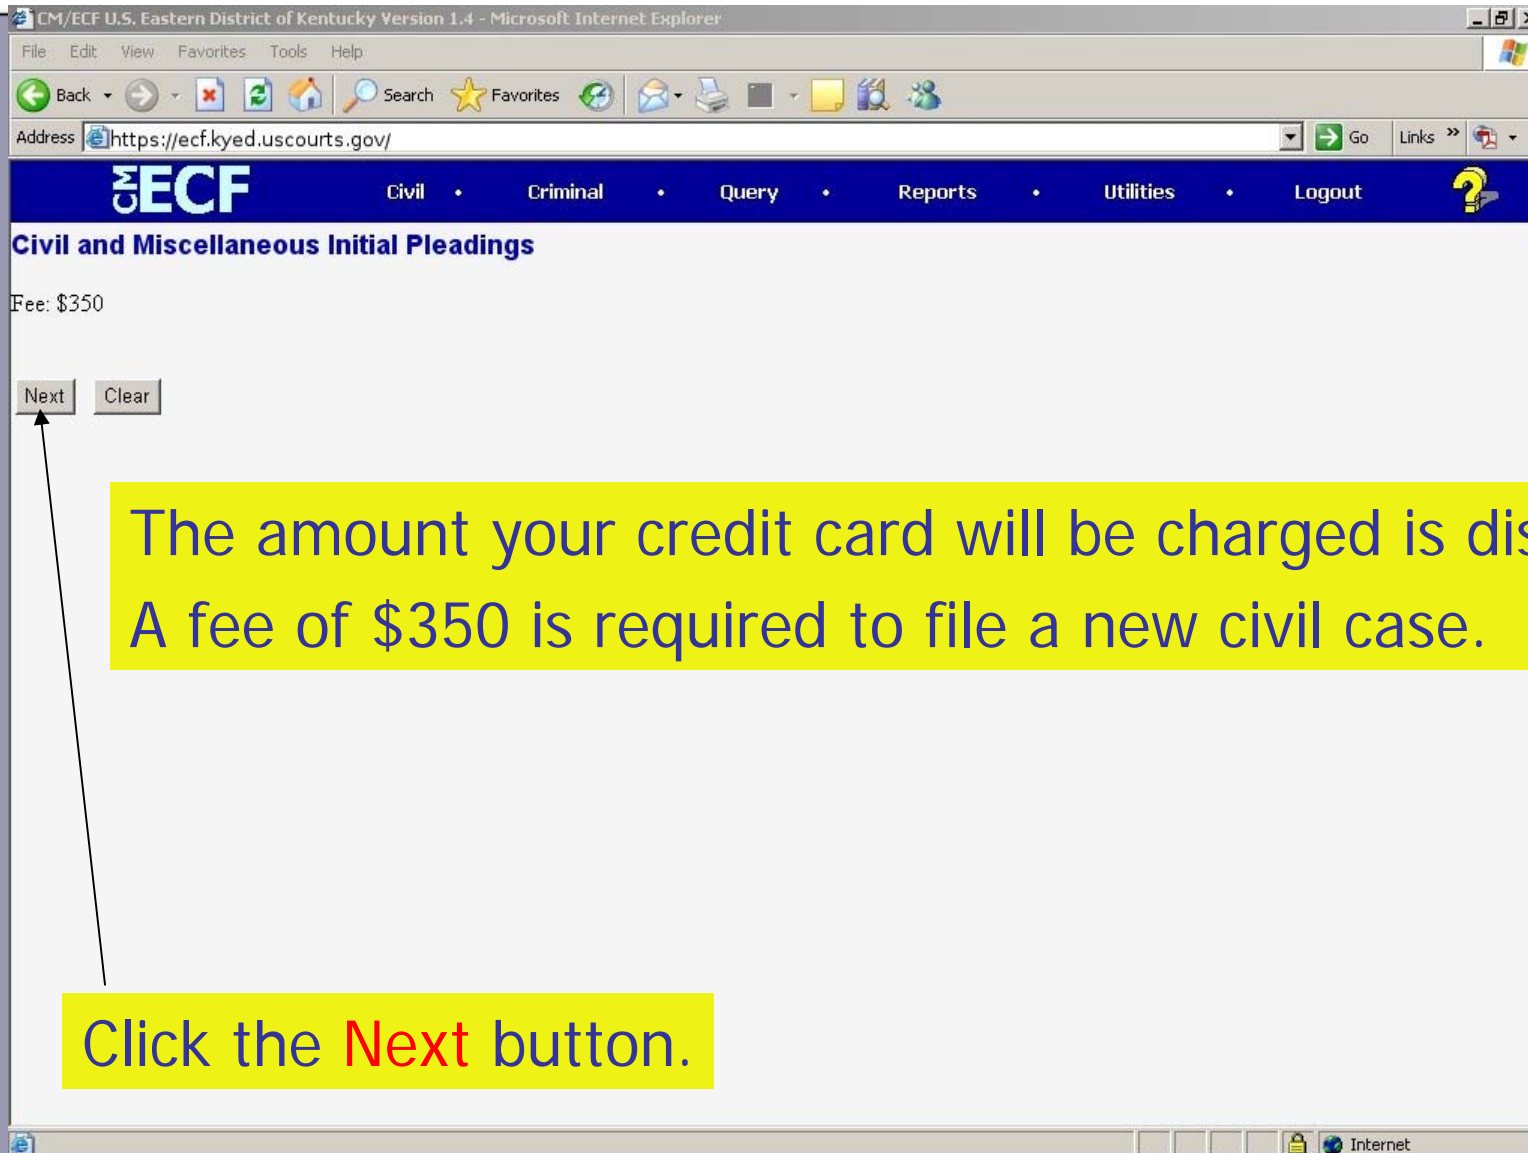 CM/ECF U.S. Eastern District of Kentucky Version 1.4 - Microsoft Internet Explorer
File Edit View Favorites Tools Help
Back Search Favorites
Address https://ecf.kyed.uscourts.gov/ Go Links »
CM ECF Civil • Criminal • Query • Reports • Utilities • Logout ?
Civil and Miscellaneous Initial Pleadings
Fee: $350
Next Clear
The amount your credit card will be charged is dis
A fee of $350 is required to file a new civil case.
Click the Next button.
Internet